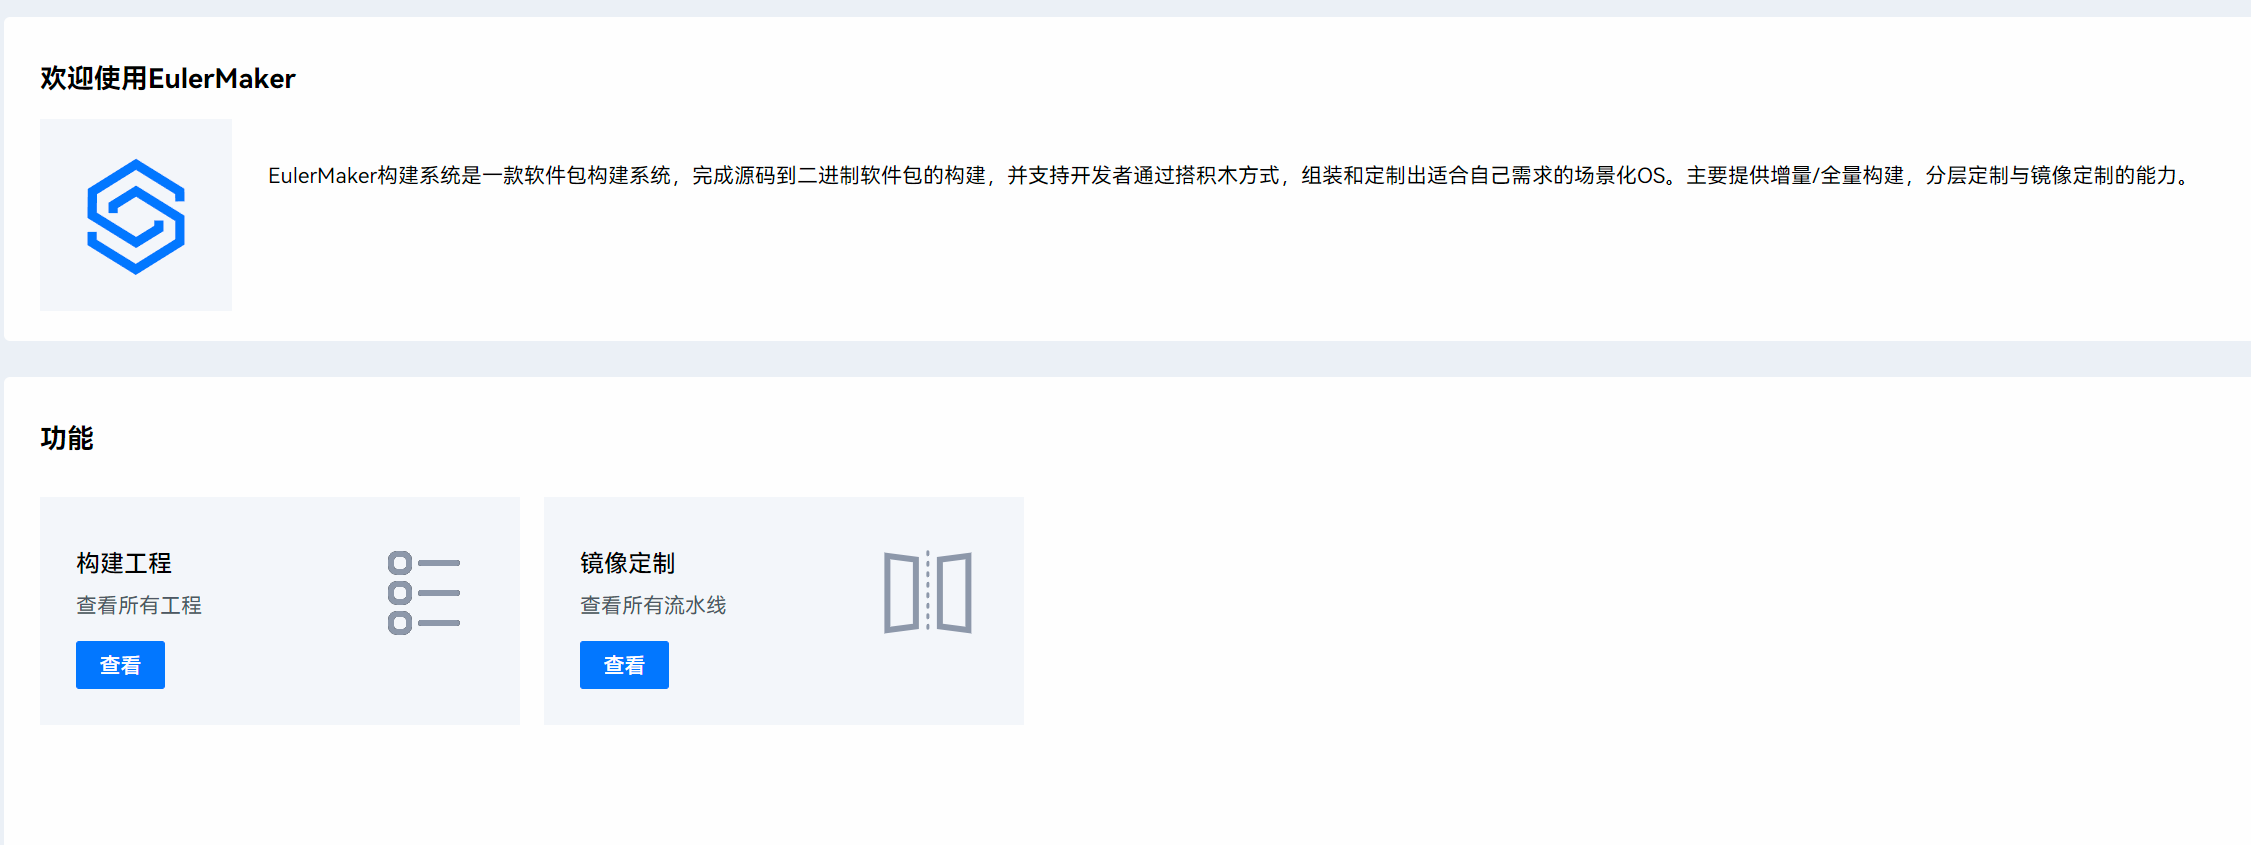 欢迎使用EulerMaker
EulerMaker构建系统是一款软件包构建系统，完成源码到二进制软件包的构建，并支持开发者通过搭积木方式，组装和定制出适合自己需求的场景化OS。主要提供增量/全量构建，分层定制与镜像定制的能力。
功能
构建工程
查看所有工程
查看
镜像定制
查看所有流水线
查看